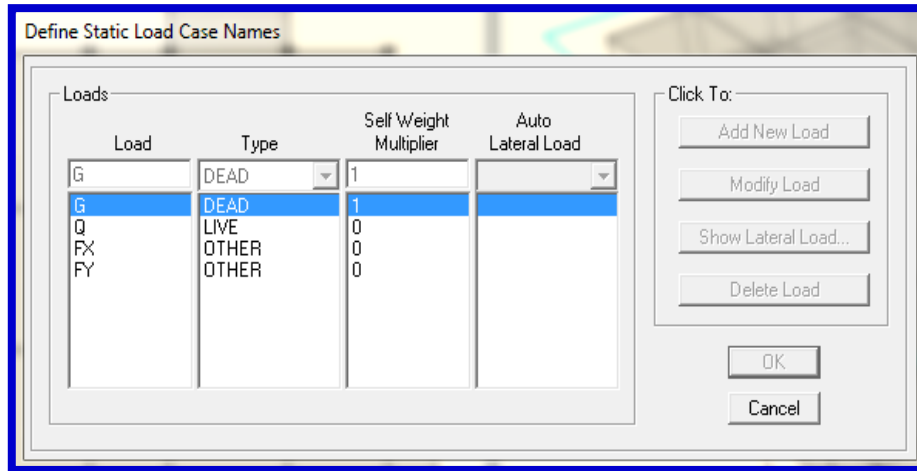 Define Static Load Case Names
Loads
Load Type Self Weight Multiplier Auto Lateral Load
G DEAD 1
G DEAD 1
Q LIVE 0
FX OTHER 0
FY OTHER 0
Click To:
Add New Load
Modify Load
Show Lateral Load...
Delete Load
OK
Cancel